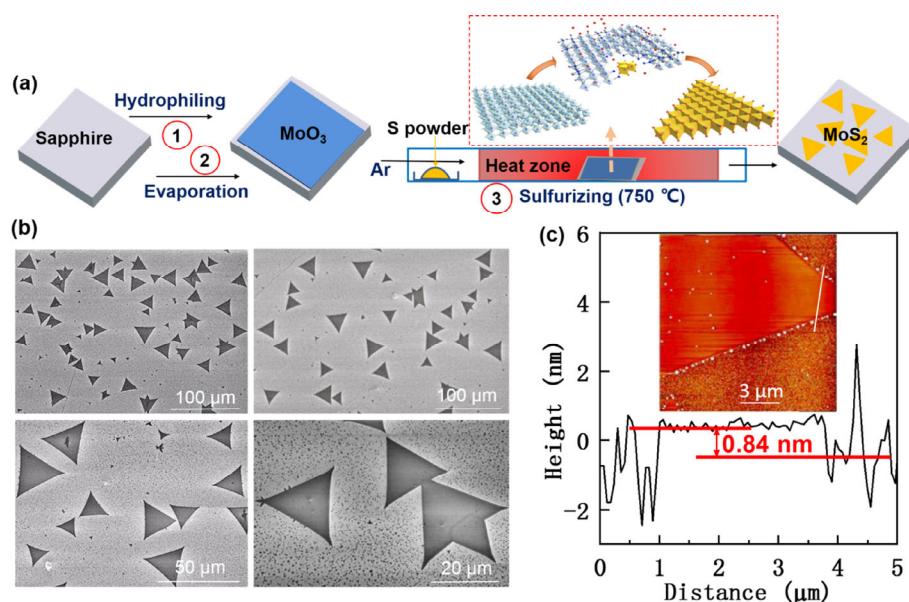 (a)
Hydrophiling
Sapphire
1
2
Evaporation
MoO3
S powder
Ar
Heat zone
3 Sulfurizing (750 ℃)
MoS2
(b)
100 μm
100 μm
50 μm
20 μm
(c)
Height (nm)
6
4
2
0
-2
3 μm
0.84 nm
0 1 2 3 4 5
Distance (μm)